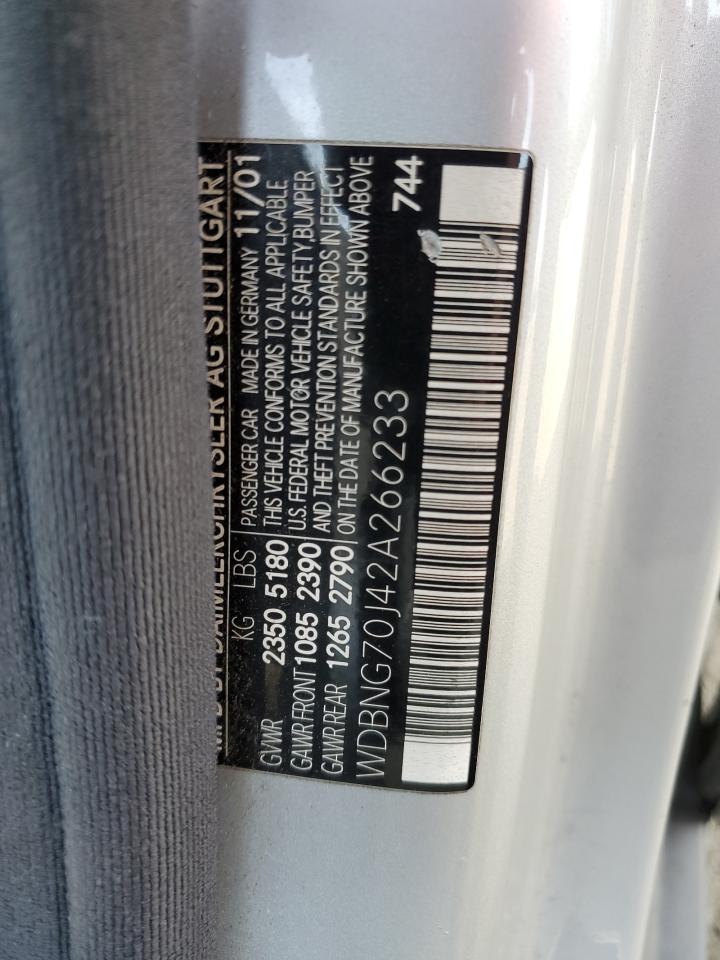 MFD BY DAIMLERCHRYSLER AG STUTTGART
KG LBS PASSENGER CAR MADE IN GERMANY 11/01
GVWR 2350 5180 THIS VEHICLE CONFORMS TO ALL APPLICABLE
GAWR FRONT 1085 2390 U.S. FEDERAL MOTOR VEHICLE SAFETY, BUMPER
GAWR REAR 1265 2790 AND THEFT PREVENTION STANDARDS IN EFFECT
ON THE DATE OF MANUFACTURE SHOWN ABOVE
WDBNG70J42A266233 744